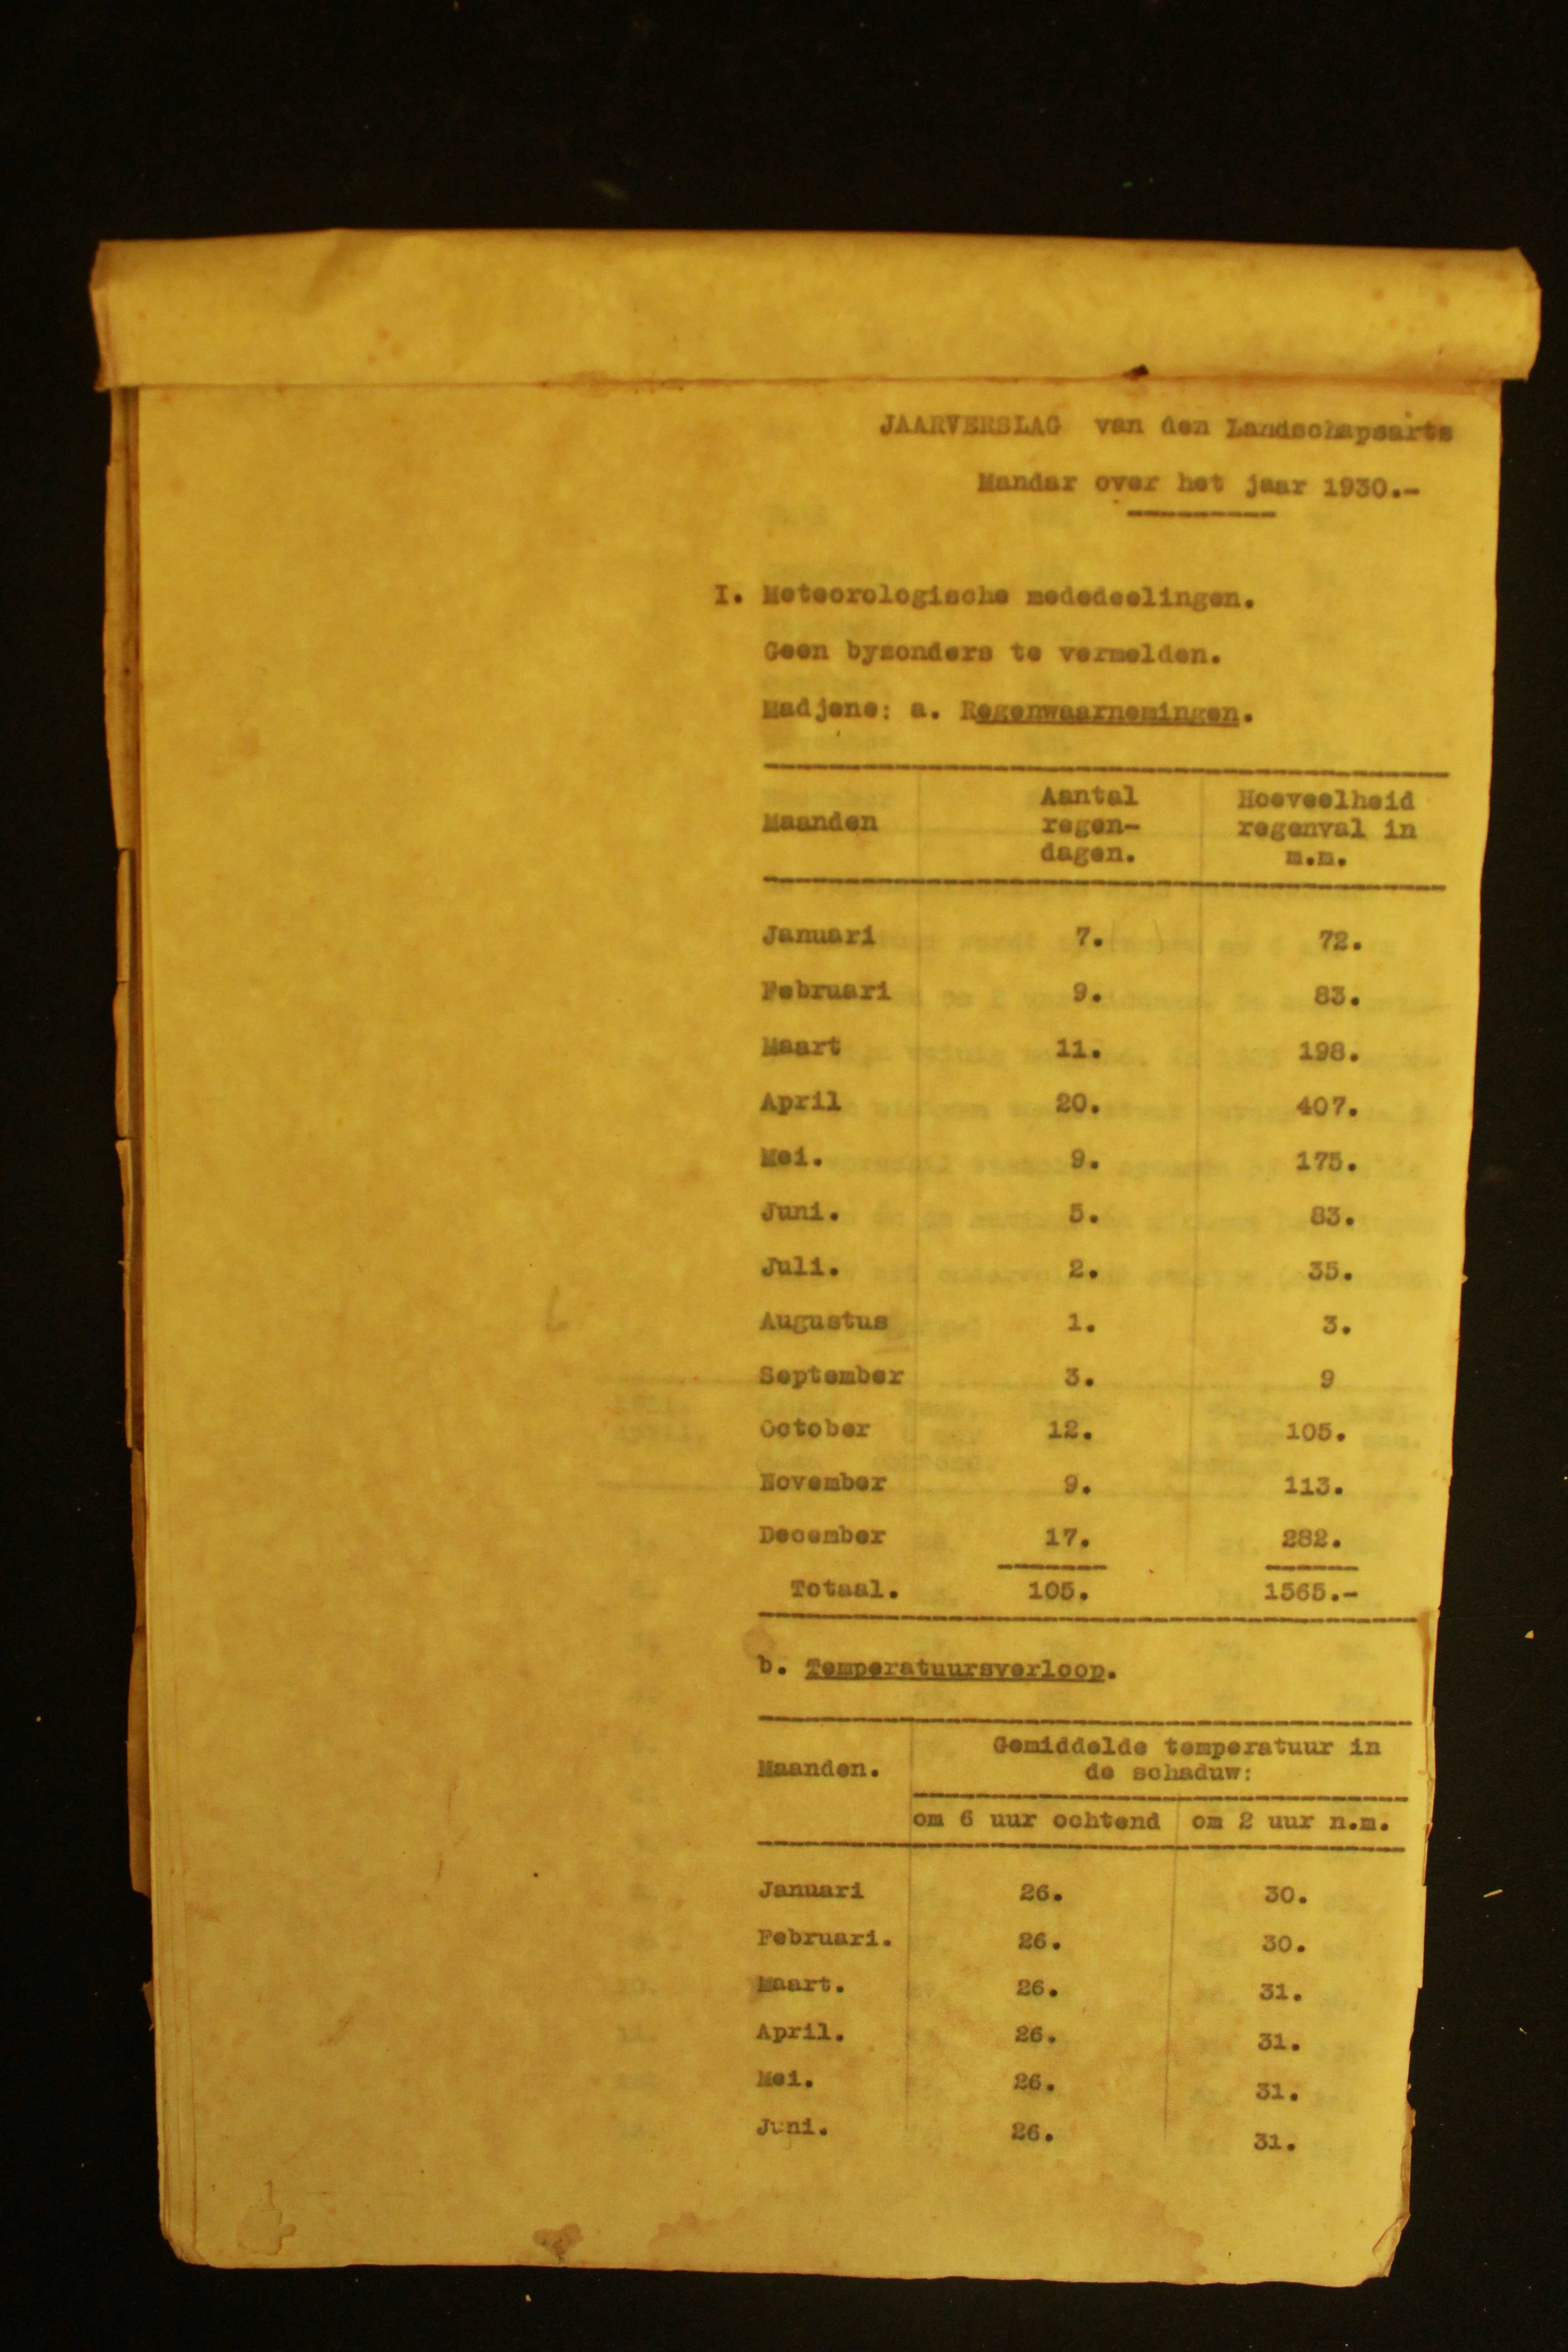 JAARVERSLAG van den Landschapsarts
Mandar over het jaar 1930.-
I. Meteorologische mededeelingen.
Geen byzonders te vermelden.
Madjene: a. Regenwaarnemingen.
Maanden Aantal regen- dagen. Hoeveelheid regenval in m.m.
Januari 7. 72.
Februari 9. 83.
Maart 11. 198.
April 20. 407.
Mei. 9. 175.
Juni. 5. 83.
Juli. 2. 35.
Augustus 1. 3.
September 3. 9
October 12. 105.
November 9. 113.
December 17. 282.
Totaal. 105. 1565.-
b. Temperatuursverloop.
Maanden. Gemiddelde temperatuur in
de schaduw:
om 6 uur ochtend om 2 uur n.m.
Januari 26. 30.
Februari. 26. 30.
Maart. 26. 31.
April. 26. 31.
Mei. 26. 31.
Juni. 26. 31.